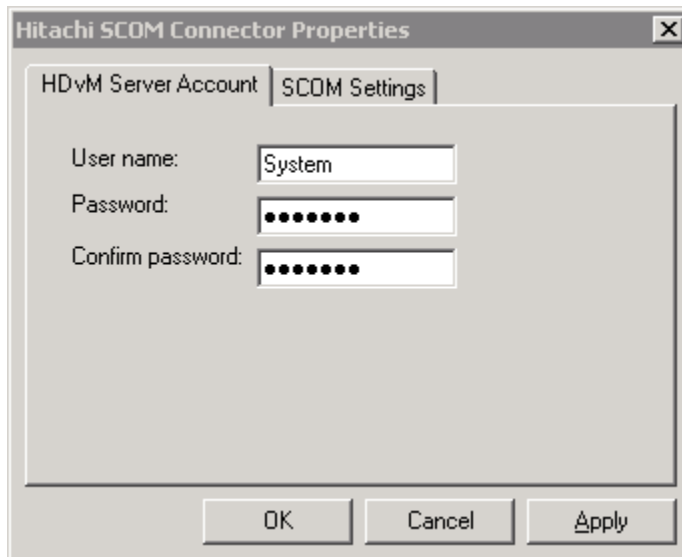 Hitachi SCOM Connector Properties
HDvM Server Account
SCOM Settings
User name:
System
Password:
●●●●●●●
Confirm password:
●●●●●●●
OK
Cancel
Apply